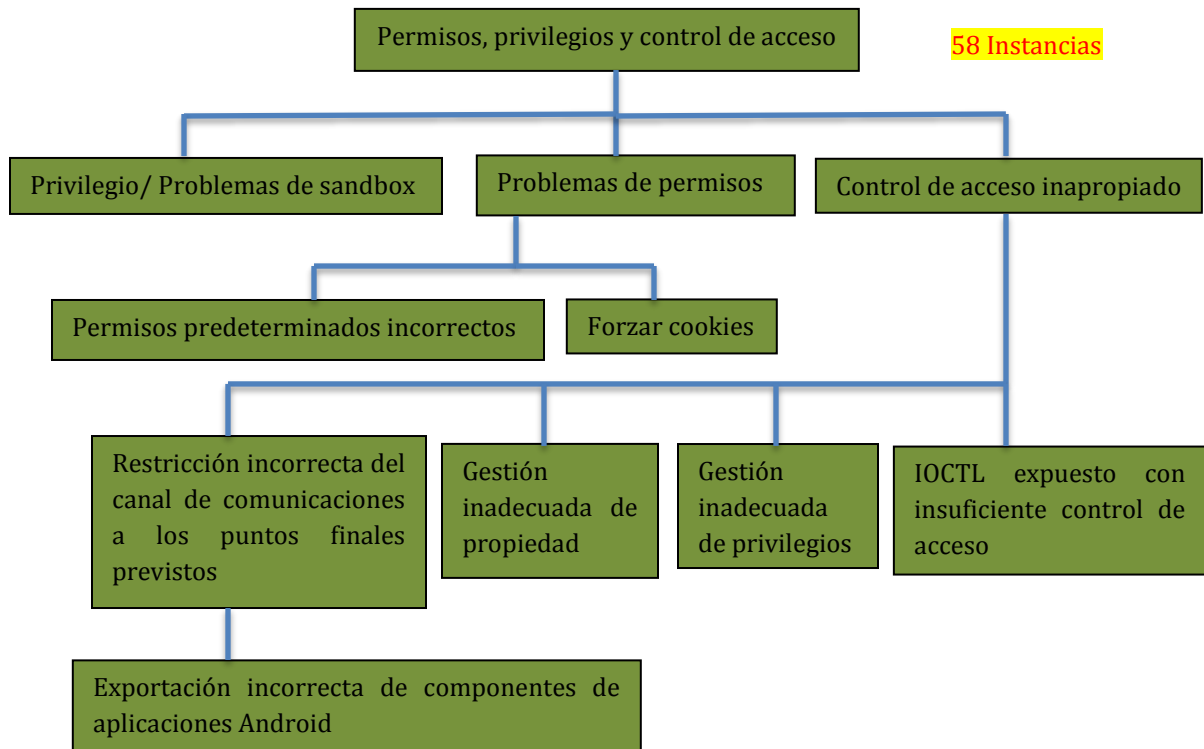 Permisos, privilegios y control de acceso
58 Instancias
Privilegio/ Problemas de sandbox
Problemas de permisos
Control de acceso inapropiado
Permisos predeterminados incorrectos
Forzar cookies
Restricción incorrecta del
canal de comunicaciones
a los puntos finales
previstos
Gestión
inadecuada de
propiedad
Gestión
inadecuada
de privilegios
IOCTL expuesto con
insuficiente control de
acceso
Exportación incorrecta de componentes de
aplicaciones Android